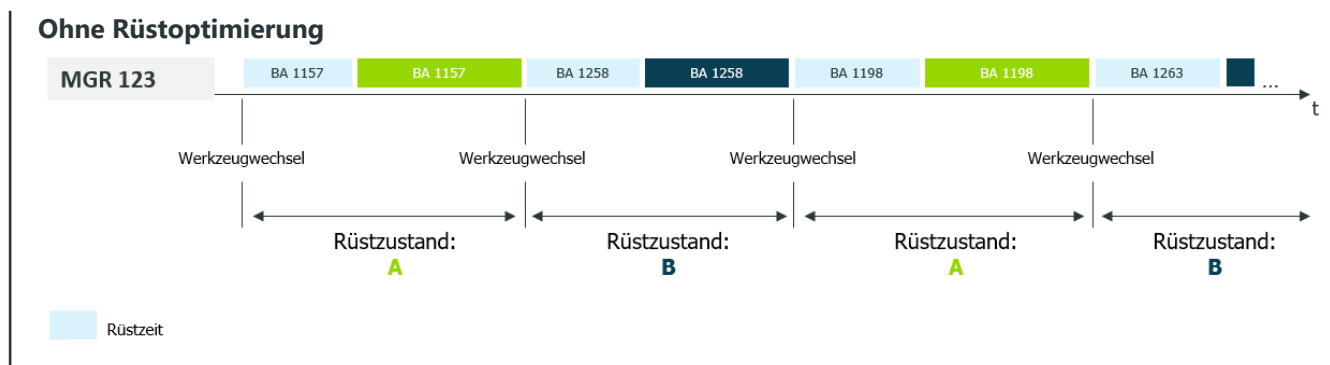 Ohne Rüstoptimierung
MGR 123
BA 1157 BA 1157 BA 1258 BA 1258 BA 1198 BA 1198 BA 1263 ...
t
Werkzeugwechsel Werkzeugwechsel Werkzeugwechsel Werkzeugwechsel
Rüstzustand: Rüstzustand: Rüstzustand: Rüstzustand:
A B A B
Rüstzeit